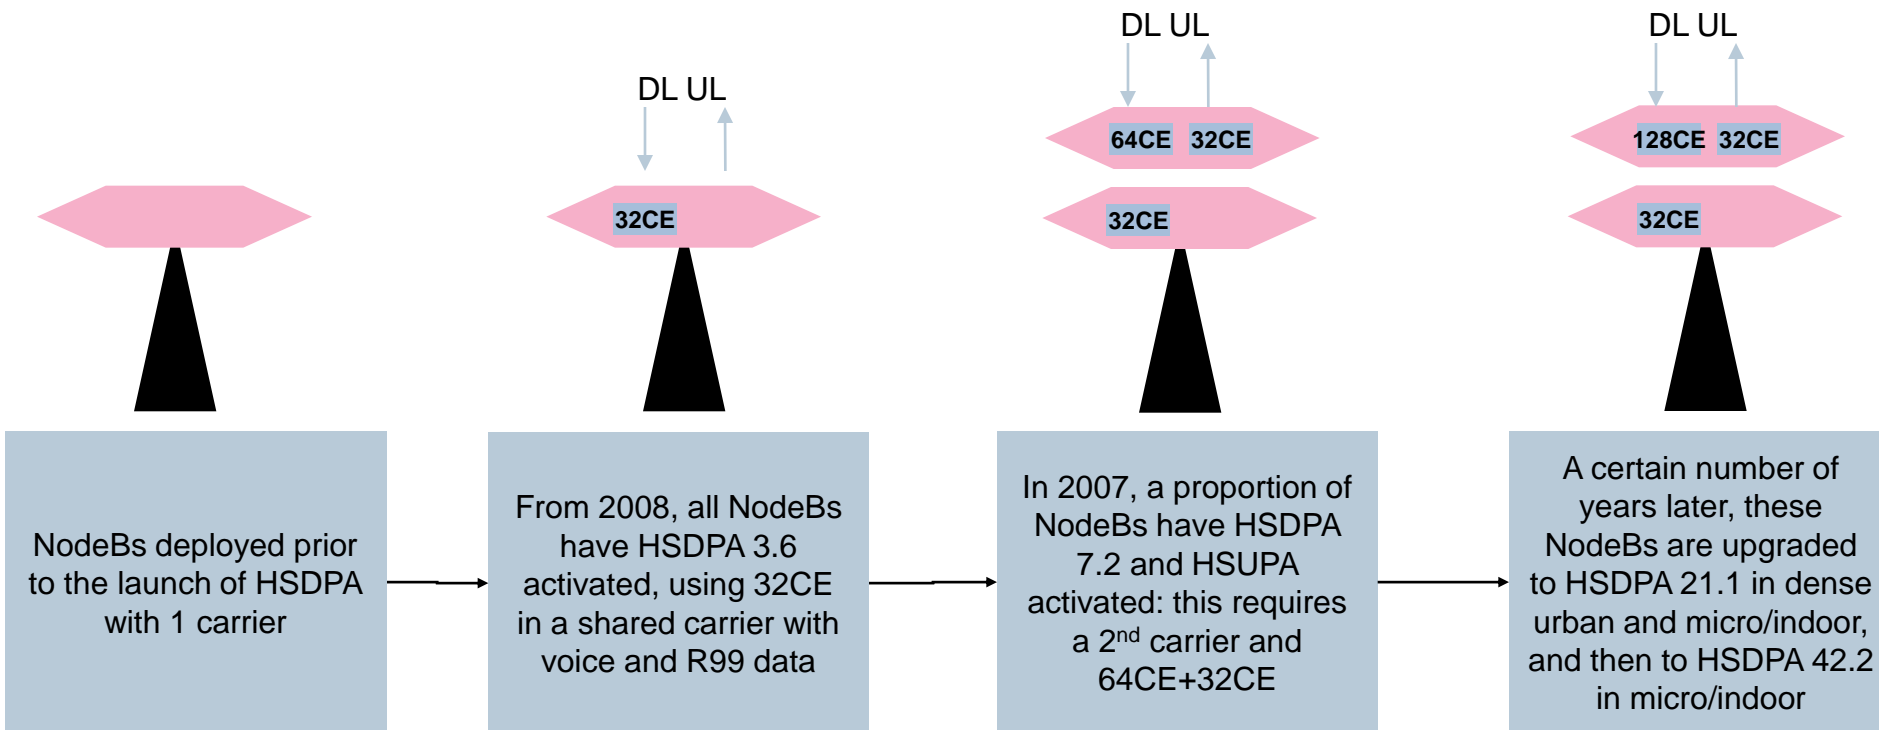 DL UL
32CE
DL UL
64CE 32CE
32CE
DL UL
128CE 32CE
32CE
NodeBs deployed prior
to the launch of HSDPA
with 1 carrier
From 2008, all NodeBs
have HSDPA 3.6
activated, using 32CE
in a shared carrier with
voice and R99 data
In 2007, a proportion of
NodeBs have HSDPA
7.2 and HSUPA
activated: this requires
a 2nd carrier and
64CE+32CE
A certain number of
years later, these
NodeBs are upgraded
to HSDPA 21.1 in dense
urban and micro/indoor,
and then to HSDPA 42.2
in micro/indoor